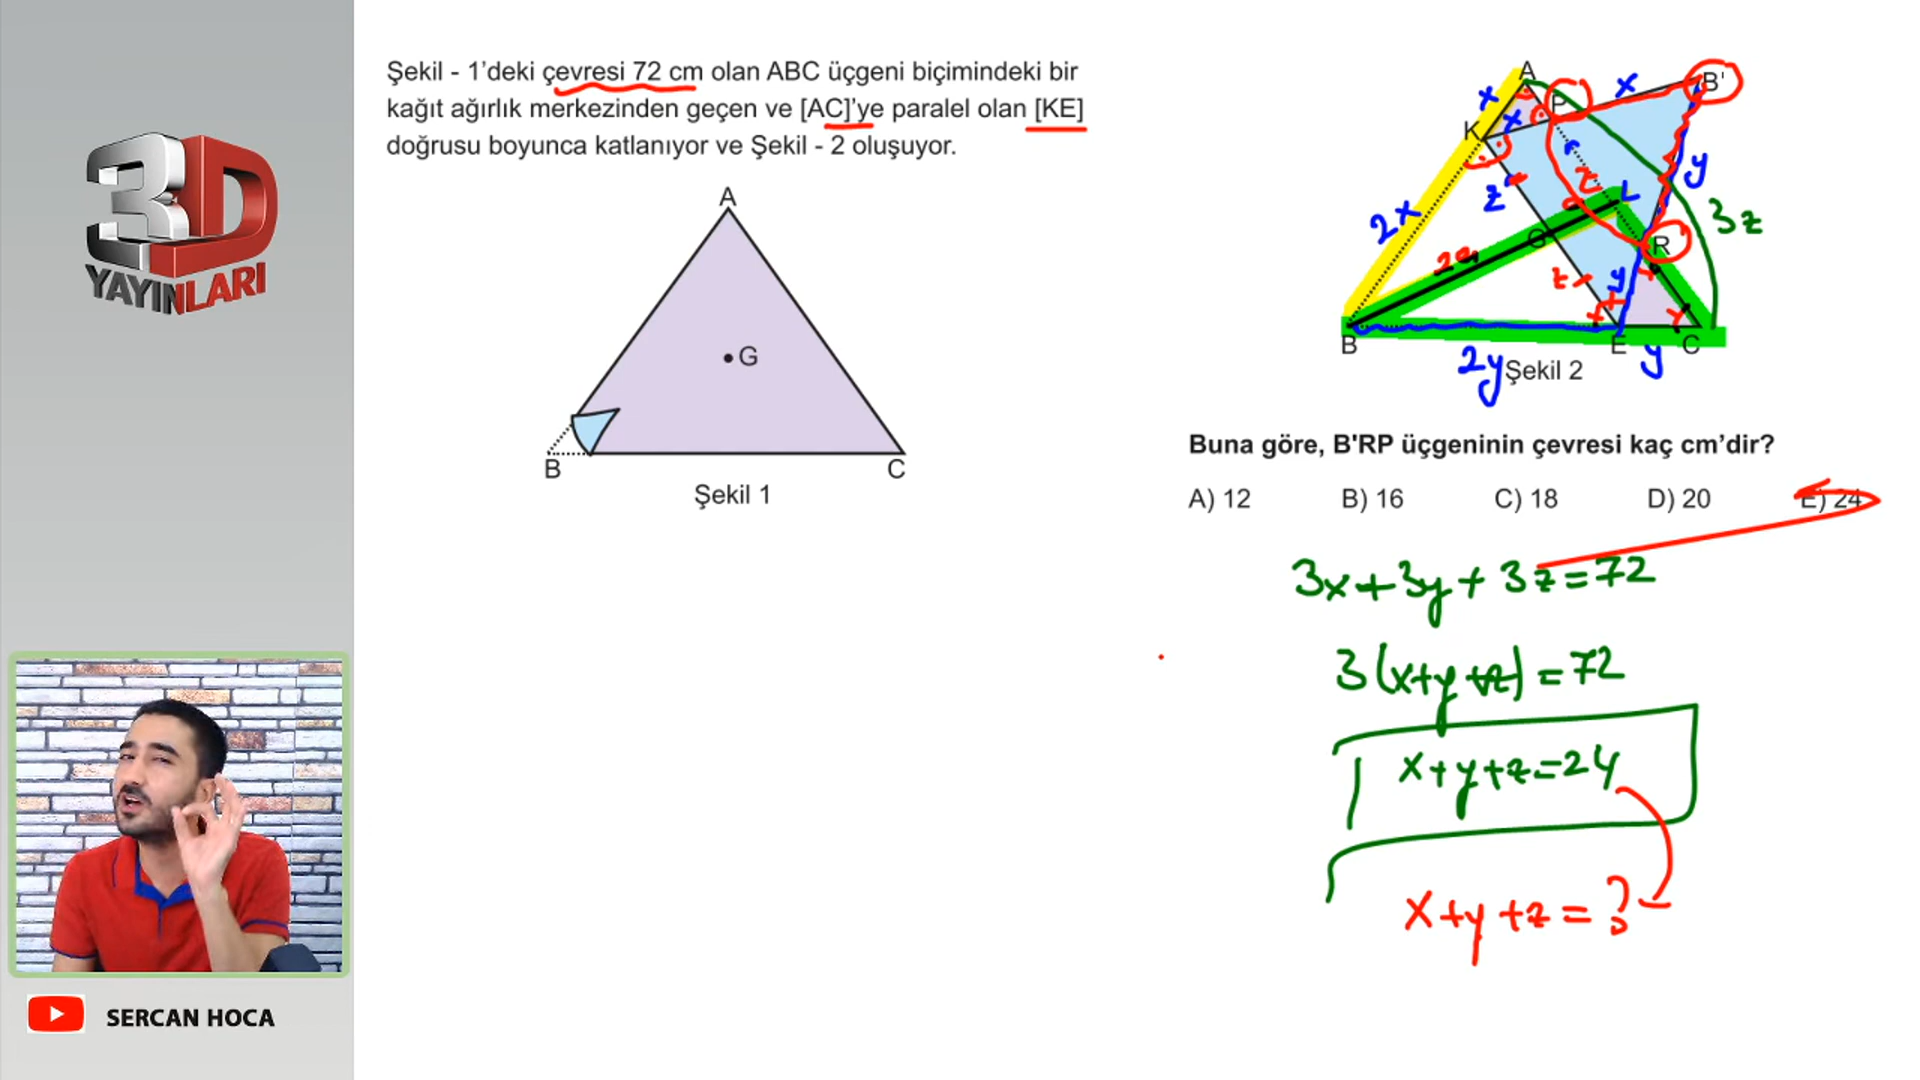 3D
YAYINLARI
Şekil - 1'deki çevresi 72 cm olan ABC üçgeni biçimindeki bir
kağıt ağırlık merkezinden geçen ve [AC]'ye paralel olan [KE]
doğrusu boyunca katlanıyor ve Şekil - 2 oluşuyor.
A
G
B
C
Şekil 1
A
P
x
B'
x
K
x
r
y
z
z
L
3z
2x
G
R
2a
z
y
B
E
C
2y
y
Şekil 2
Buna göre, B'RP üçgeninin çevresi kaç cm'dir?
A) 12 B) 16 C) 18 D) 20 E) 24
3x+3y+3z=72
3(x+y+z)=72
x+y+z=24
x+y+z=?
SERCAN HOCA